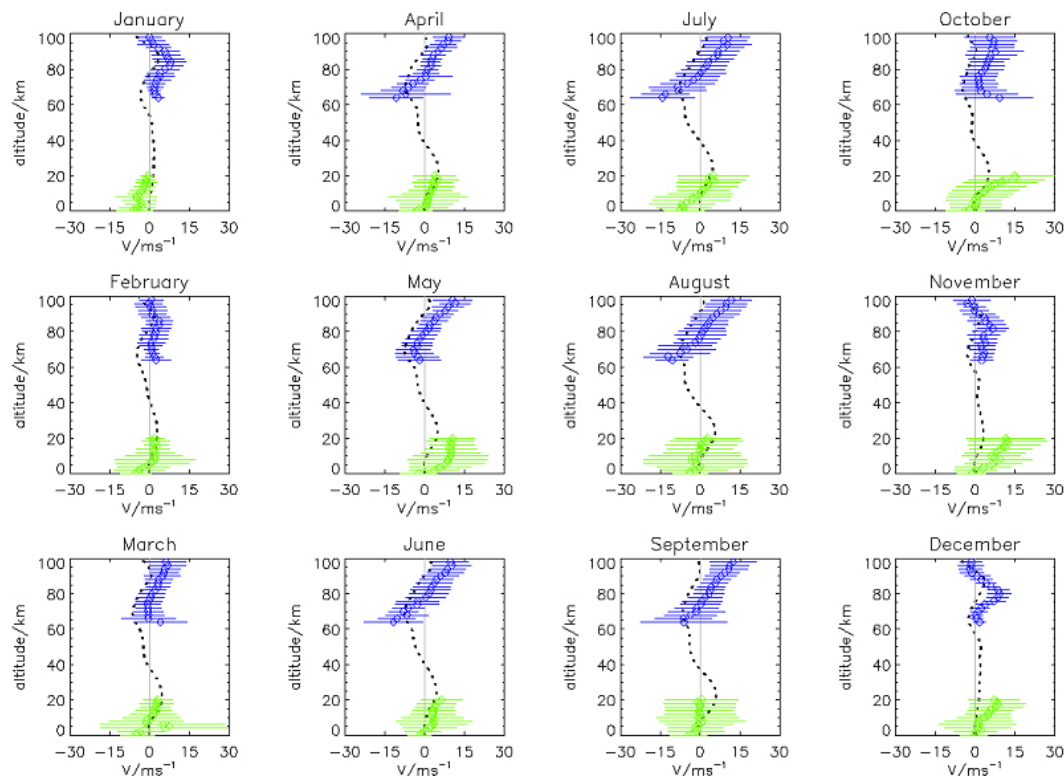 January April July October
100 100 100 100
80 80 80 80
60 60 60 60
40 40 40 40
20 20 20 20
0 0 0 0
altitude/km altitude/km altitude/km altitude/km
−30 −15 0 15 30 −30 −15 0 15 30 −30 −15 0 15 30 −30 −15 0 15 30
V/ms⁻¹ V/ms⁻¹ V/ms⁻¹ V/ms⁻¹
February May August November
100 100 100 100
80 80 80 80
60 60 60 60
40 40 40 40
20 20 20 20
0 0 0 0
altitude/km altitude/km altitude/km altitude/km
−30 −15 0 15 30 −30 −15 0 15 30 −30 −15 0 15 30 −30 −15 0 15 30
V/ms⁻¹ V/ms⁻¹ V/ms⁻¹ V/ms⁻¹
March June September December
100 100 100 100
80 80 80 80
60 60 60 60
40 40 40 40
20 20 20 20
0 0 0 0
altitude/km altitude/km altitude/km altitude/km
−30 −15 0 15 30 −30 −15 0 15 30 −30 −15 0 15 30 −30 −15 0 15 30
V/ms⁻¹ V/ms⁻¹ V/ms⁻¹ V/ms⁻¹